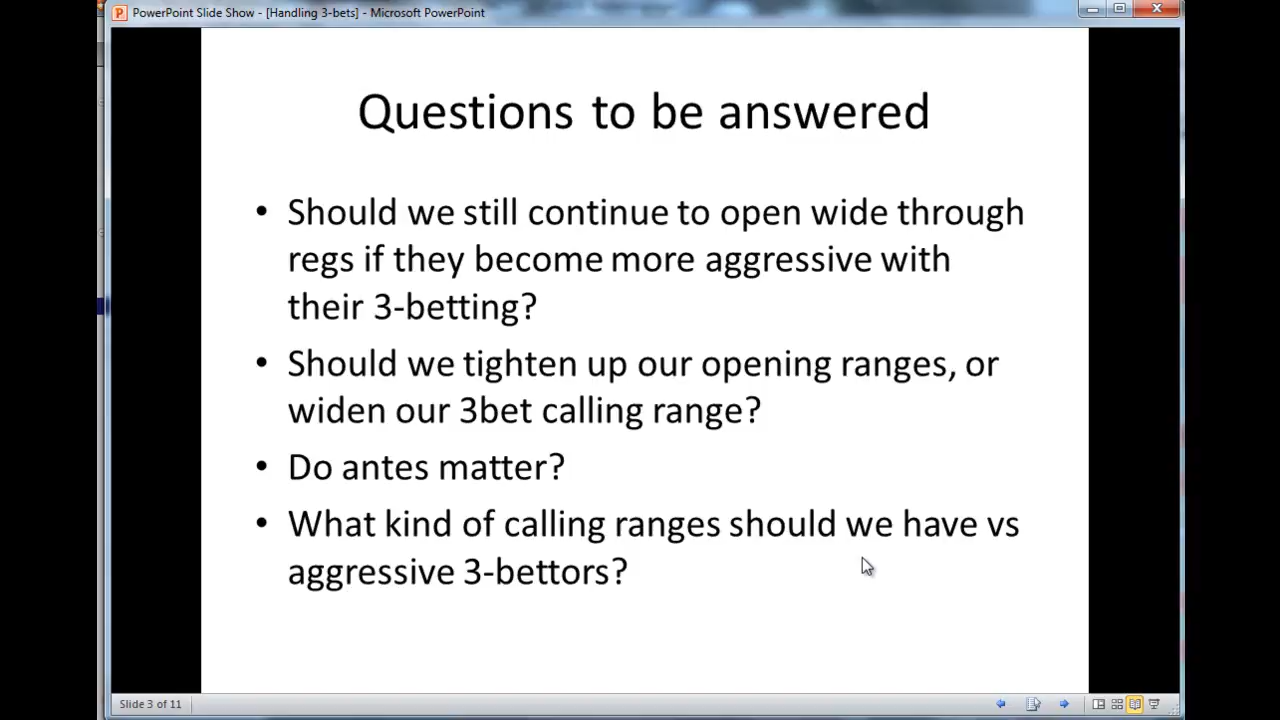 PowerPoint Slide Show - [Handling 3-bets] - Microsoft PowerPoint
Questions to be answered
• Should we still continue to open wide through
regs if they become more aggressive with
their 3-betting?
• Should we tighten up our opening ranges, or
widen our 3bet calling range?
• Do antes matter?
• What kind of calling ranges should we have vs
aggressive 3-bettors?
Slide 3 of 11